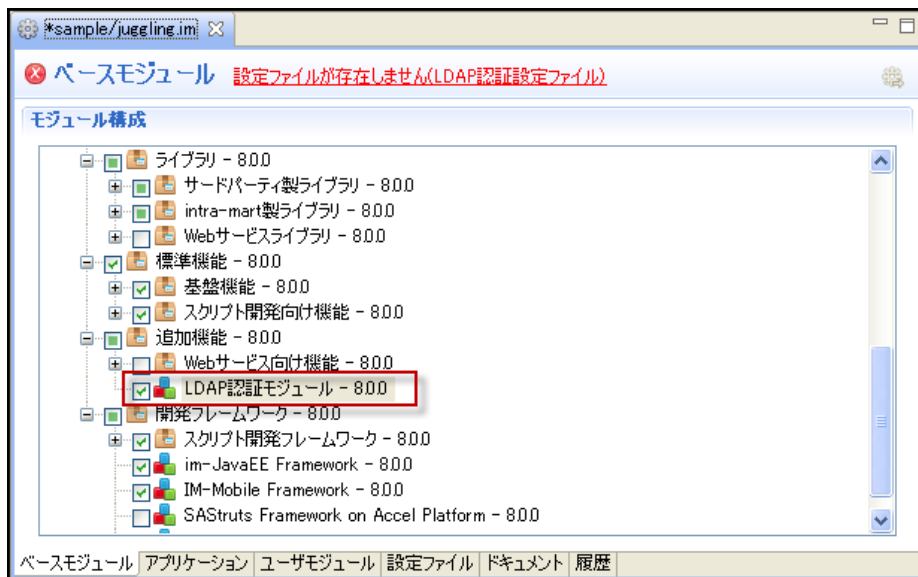 *sample/juggling.im
ベースモジュール 設定ファイルが存在しません(LDAP認証設定ファイル)
モジュール構成
ライブラリ - 8.0.0
サードパーティ製ライブラリ - 8.0.0
intra-mart製ライブラリ - 8.0.0
Webサービスライブラリ - 8.0.0
標準機能 - 8.0.0
基盤機能 - 8.0.0
スクリプト開発向け機能 - 8.0.0
追加機能 - 8.0.0
Webサービス向け機能 - 8.0.0
LDAP認証モジュール - 8.0.0
開発フレームワーク - 8.0.0
スクリプト開発フレームワーク - 8.0.0
im-JavaEE Framework - 8.0.0
IM-Mobile Framework - 8.0.0
SAStruts Framework on Accel Platform - 8.0.0
ベースモジュール アプリケーション ユーザモジュール 設定ファイル ドキュメント 履歴